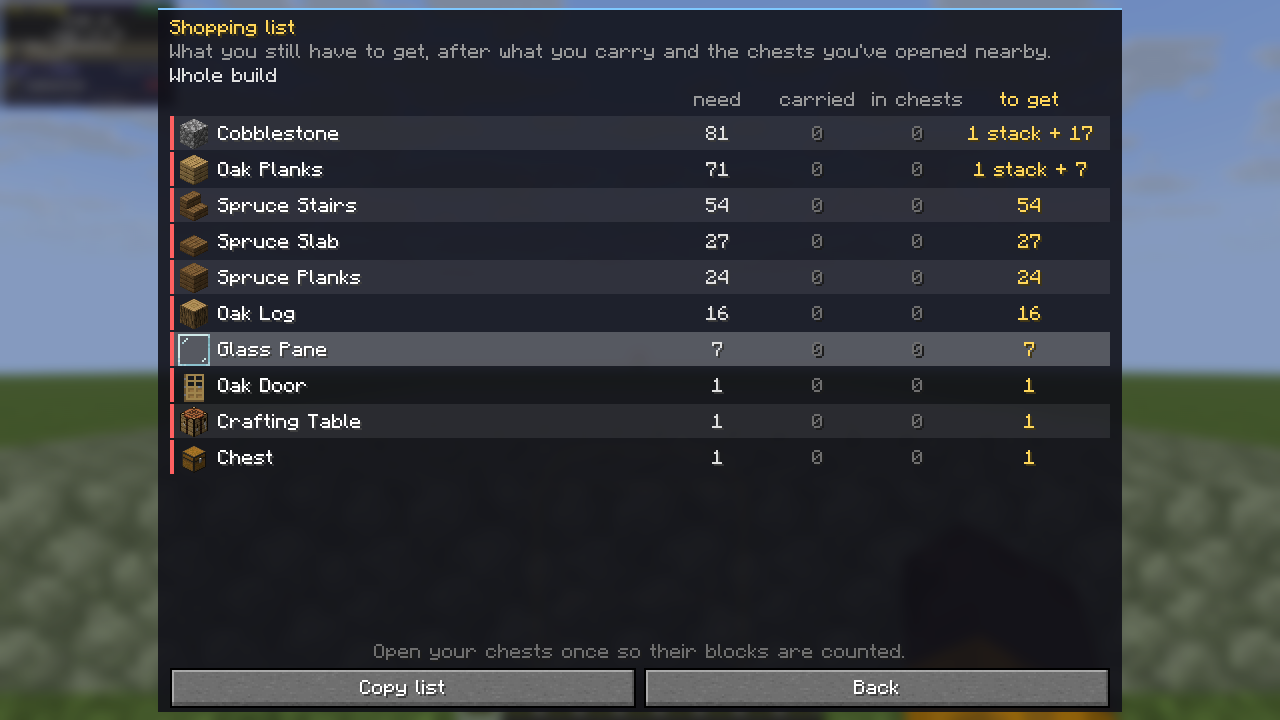 Shopping list
What you still have to get, after what you carry and the chests you've opened nearby.
Whole build
need carried in chests to get
Cobblestone 81 0 0 1 stack + 17
Oak Planks 71 0 0 1 stack + 7
Spruce Stairs 54 0 0 54
Spruce Slab 27 0 0 27
Spruce Planks 24 0 0 24
Oak Log 16 0 0 16
Glass Pane 7 0 0 7
Oak Door 1 0 0 1
Crafting Table 1 0 0 1
Chest 1 0 0 1
Open your chests once so their blocks are counted.
Copy list Back